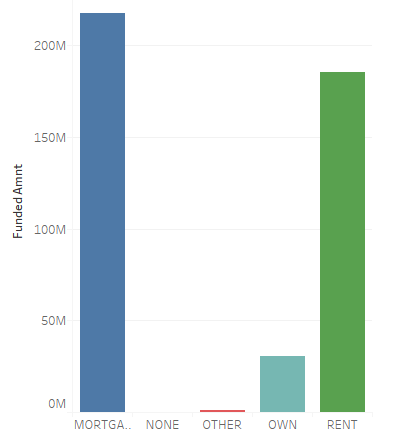 Funded Amnt
200M
150M
100M
50M
0M
MORTGA.. NONE OTHER OWN RENT